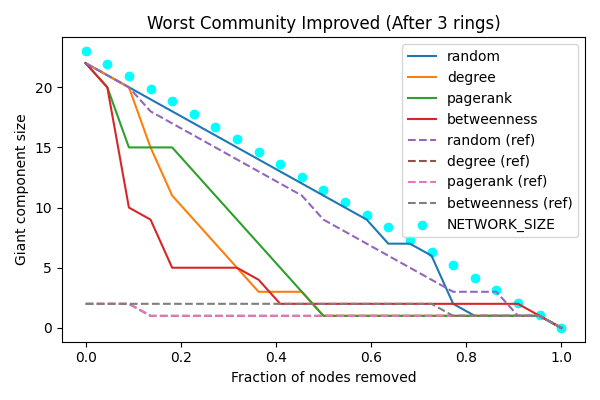 Worst Community Improved (After 3 rings)
Giant component size
20
15
10
5
0
0.0
0.2
0.4
0.6
0.8
1.0
Fraction of nodes removed
random
degree
pagerank
betweenness
random (ref)
degree (ref)
pagerank (ref)
betweenness (ref)
NETWORK_SIZE